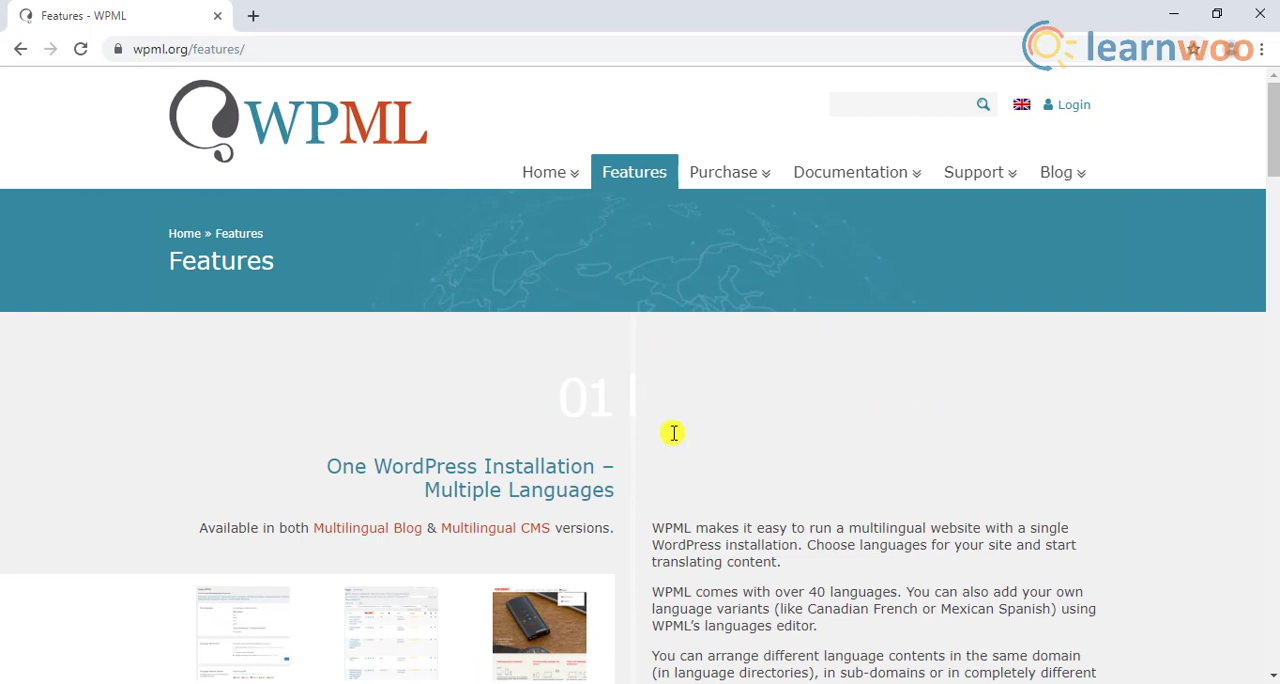 Features - WPML
wpml.org/features/
learnwoo
WPML
Login
Home
Features
Purchase
Documentation
Support
Blog
Home » Features
Features
01
One WordPress Installation –
Multiple Languages
Available in both Multilingual Blog & Multilingual CMS versions.
WPML makes it easy to run a multilingual website with a single
WordPress installation. Choose languages for your site and start
translating content.
WPML comes with over 40 languages. You can also add your own
language variants (like Canadian French or Mexican Spanish) using
WPML's languages editor.
You can arrange different language contents in the same domain
(in language directories), in sub-domains or in completely different